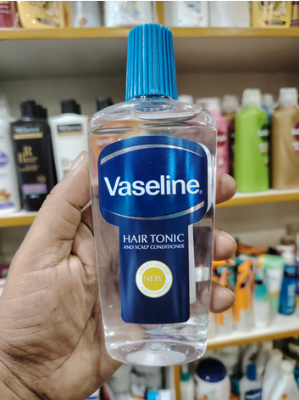 Vaseline®
HAIR TONIC
AND SCALP CONDITIONER
NEW